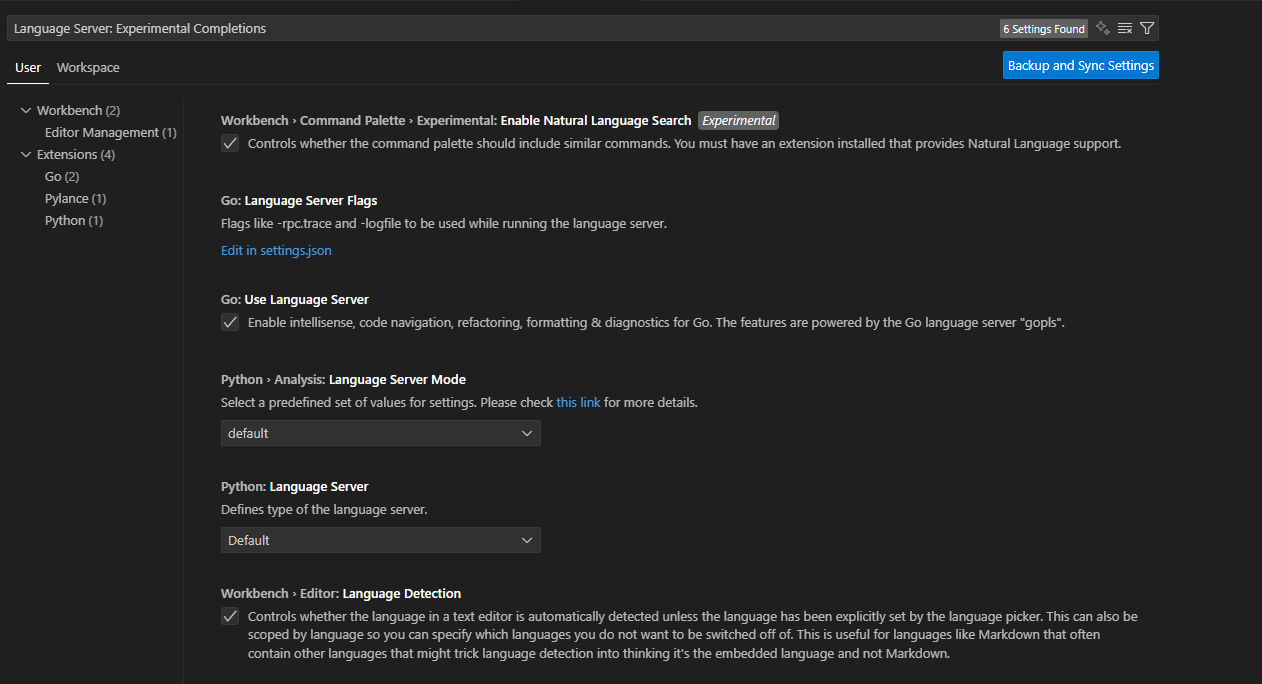 Language Server: Experimental Completions
6 Settings Found
User
Workspace
Backup and Sync Settings
Workbench (2)
Editor Management (1)
Extensions (4)
Go (2)
Pylance (1)
Python (1)
Workbench › Command Palette › Experimental: Enable Natural Language Search Experimental
Controls whether the command palette should include similar commands. You must have an extension installed that provides Natural Language support.
Go: Language Server Flags
Flags like -rpc.trace and -logfile to be used while running the language server.
Edit in settings.json
Go: Use Language Server
Enable intellisense, code navigation, refactoring, formatting & diagnostics for Go. The features are powered by the Go language server "gopls".
Python › Analysis: Language Server Mode
Select a predefined set of values for settings. Please check this link for more details.
default
Python: Language Server
Defines type of the language server.
Default
Workbench › Editor: Language Detection
Controls whether the language in a text editor is automatically detected unless the language has been explicitly set by the language picker. This can also be
scoped by language so you can specify which languages you do not want to be switched off of. This is useful for languages like Markdown that often
contain other languages that might trick language detection into thinking it's the embedded language and not Markdown.